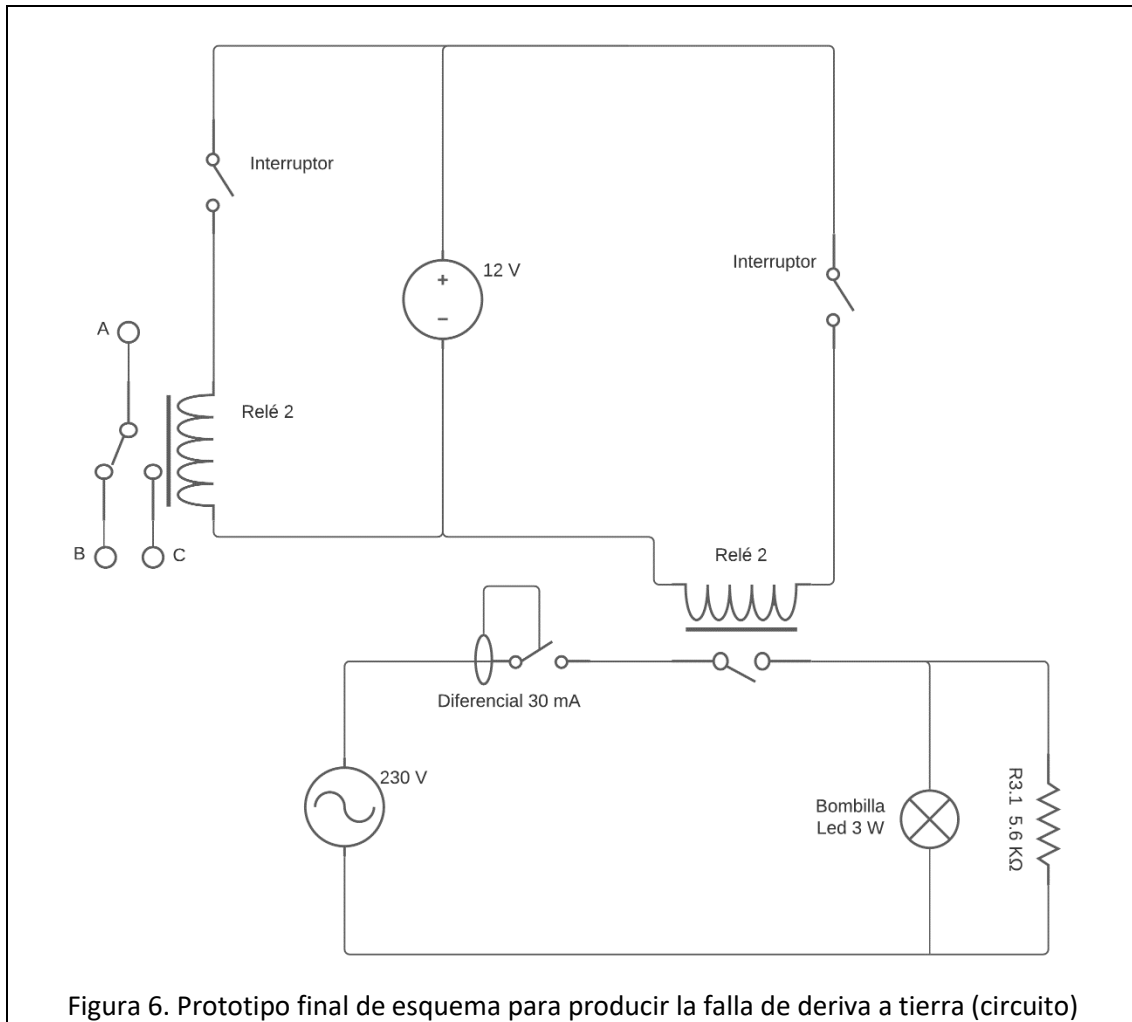 Interruptor
12 V
Interruptor
A
Relé 2
B
C
Relé 2
Diferencial 30 mA
230 V
Bombilla
Led 3 W
R3.1 5.6 KΩ
+
−
Figura 6. Prototipo final de esquema para producir la falla de deriva a tierra (circuito)